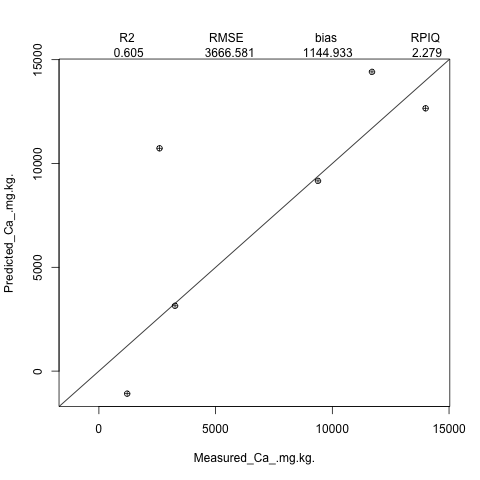 R2 RMSE bias RPIQ
0.605 3666.581 1144.933 2.279
15000
10000
5000
0
Predicted_Ca_.mg.kg.
0 5000 10000 15000
Measured_Ca_.mg.kg.